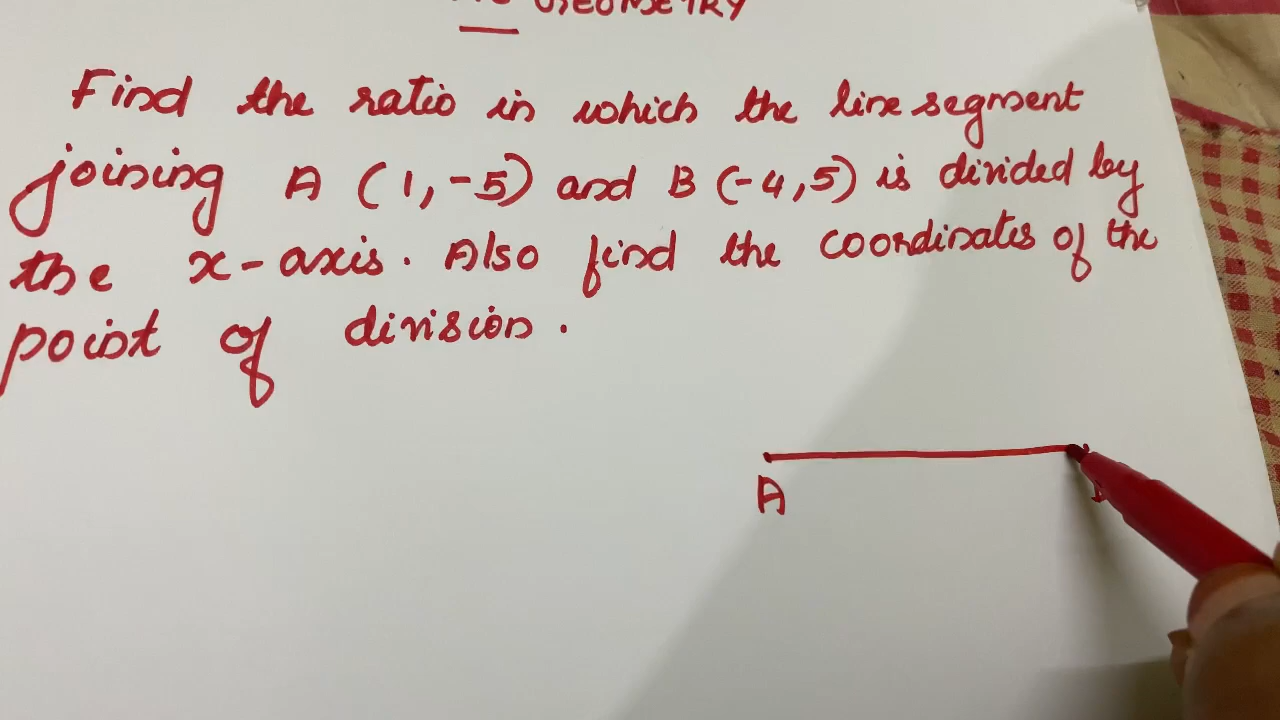 GEOMETRY
Find the ratio in which the line segment
joining A (1,-5) and B (-4,5) is divided by
the x-axis. Also find the coordinates of the
point of division.
A